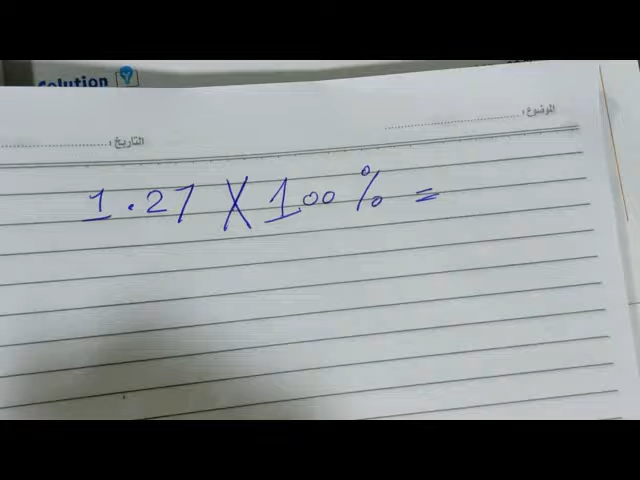 Solution
الموضوع :
التاريخ :
1.27 X 100% =